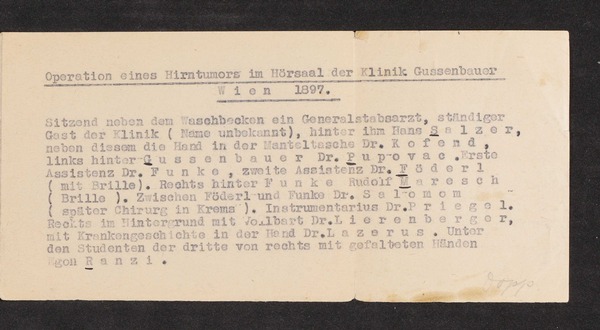 Operation eines Hirntumors im Hörsaal der Klinik Gussenbauer
Wien 1897.
Sitzend neben dem Waschbecken ein Generalstabsarzt, ständiger
Gast der Klinik ( Name unbekannt), hinter ihm Hans Salzer,
neben diesem die Hand in der Manteltasche Dr. Kofend,
links hinter Gussenbauer Dr. Pupovac.Erste
Assistenz Dr. Funke, zweite Assistenz Dr. Föderl
( mit Brille). Rechts hinter Funke Rudolf Maresch
( Brille ). Zwischen Föderl und Funke Dr. Salomom
( später Chirurg in Krems ). Instrumentarius Dr.Priegel.
Rechts im Hintergrund mit Vollbart Dr.Lierenberger,
mit Krankengeschichte in der Hand Dr.Lazerus. Unter
den Studenten der dritte von rechts mit gefalteten Händen
Egon Ranzi.